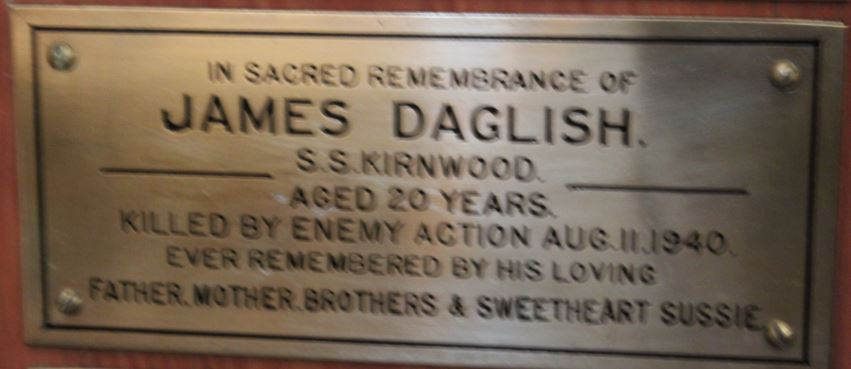 IN SACRED REMEMBRANCE OF
JAMES DAGLISH.
S.S.KIRNWOOD.
AGED 20 YEARS.
KILLED BY ENEMY ACTION AUG.11.1940.
EVER REMEMBERED BY HIS LOVING
FATHER.MOTHER.BROTHERS & SWEETHEART SUSSIE.